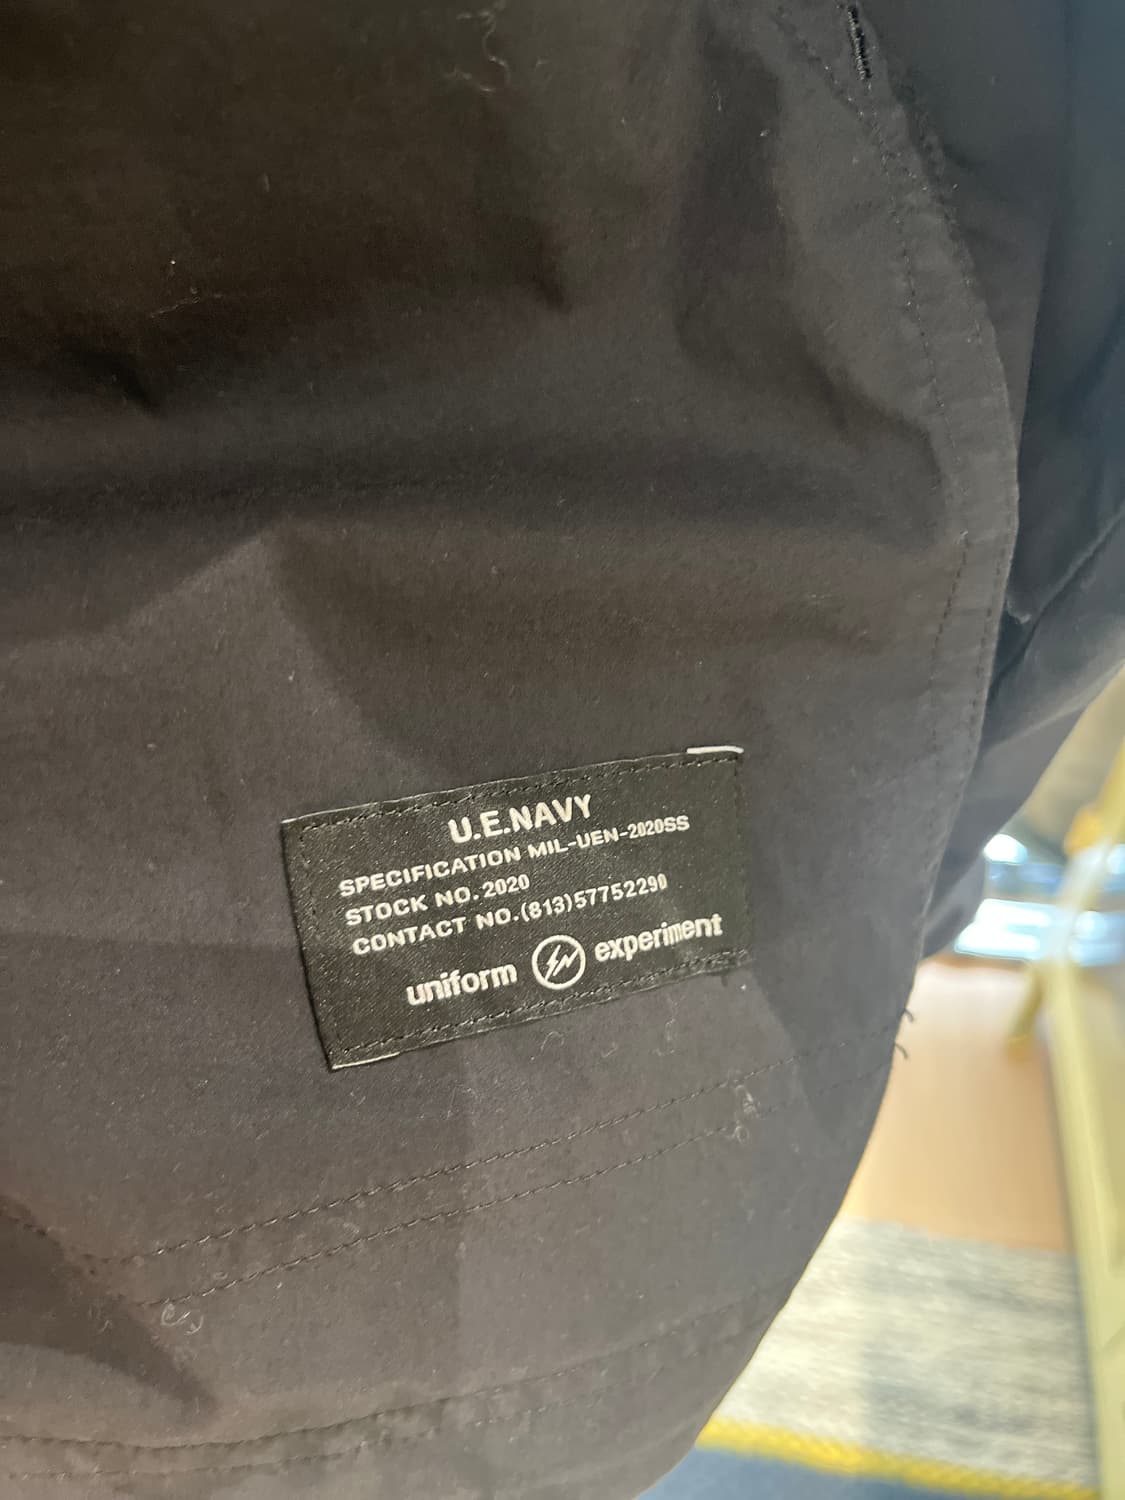 U.E.NAVY
SPECIFICATION MIL-UEN-2020SS
STOCK NO. 2020
CONTACT NO.(813)57752290
uniform experiment